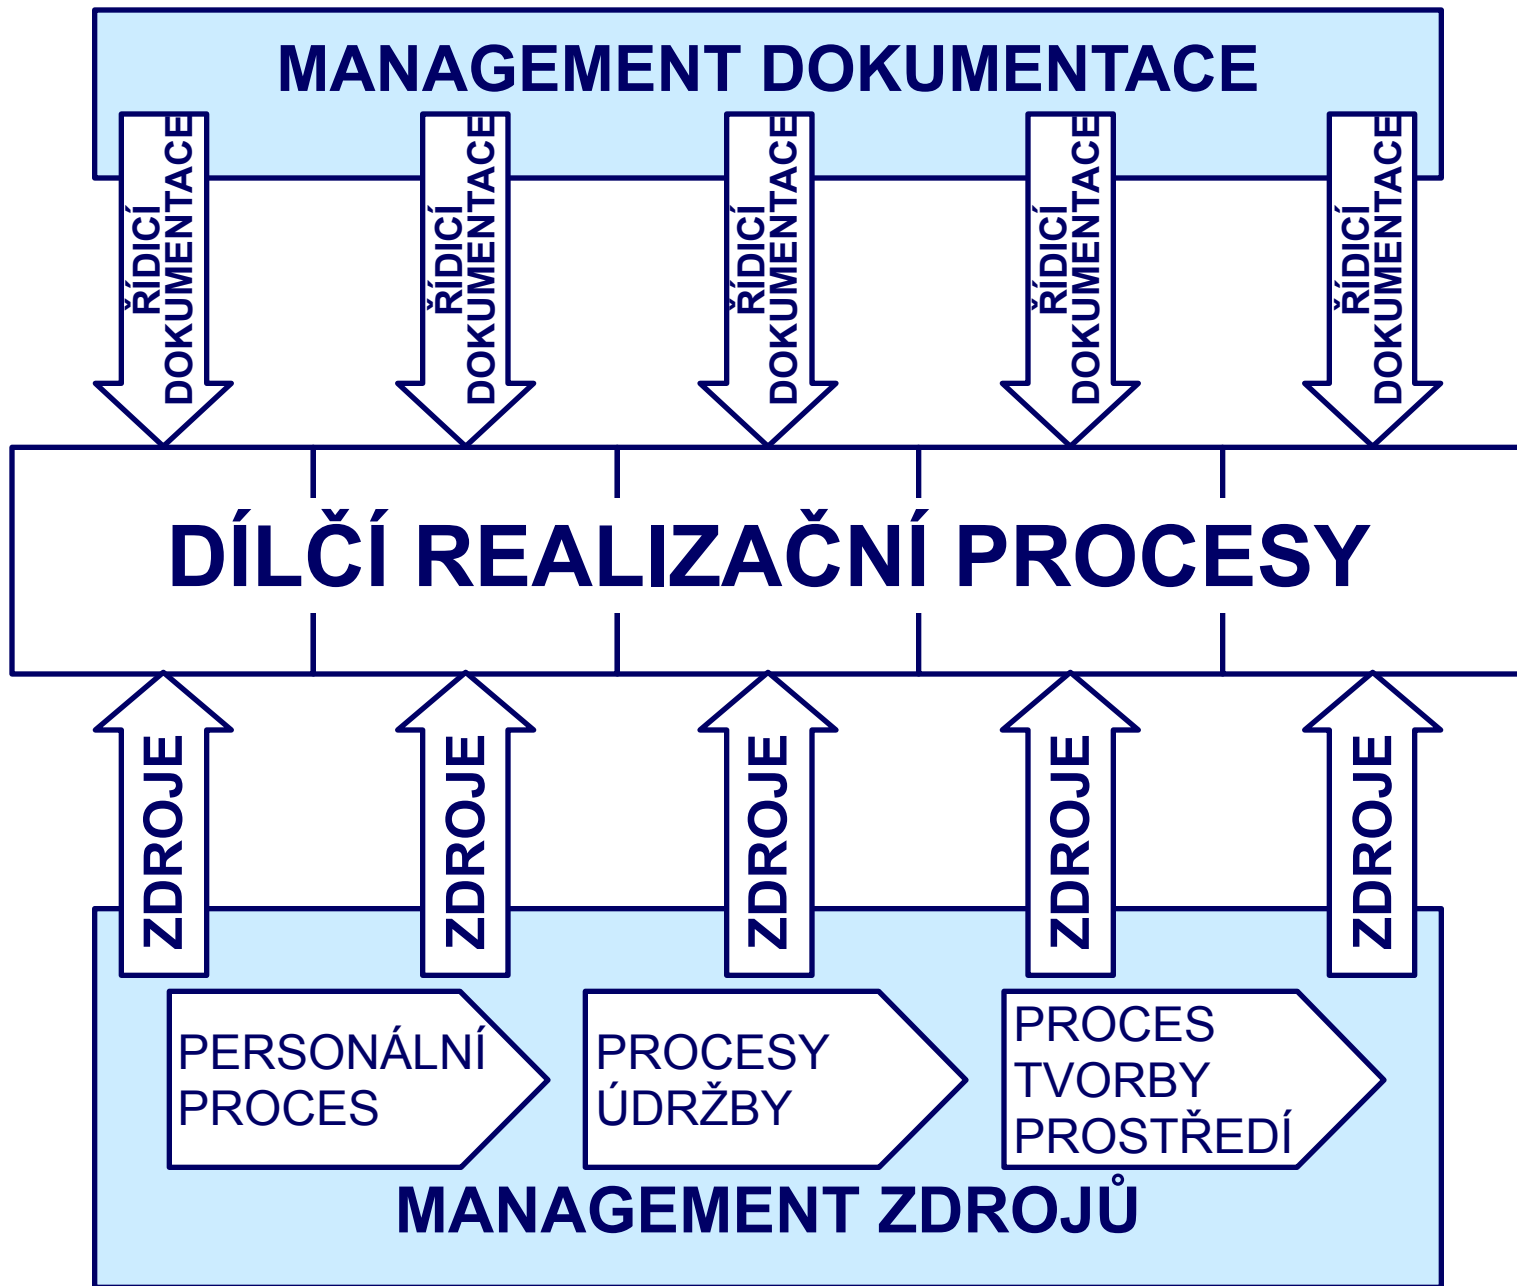 MANAGEMENT DOKUMENTACE
ŘÍDICÍ
DOKUMENTACE
ŘÍDICÍ
DOKUMENTACE
ŘÍDICÍ
DOKUMENTACE
ŘÍDICÍ
DOKUMENTACE
ŘÍDICÍ
DOKUMENTACE
DÍLČÍ REALIZAČNÍ PROCESY
ZDROJE
ZDROJE
ZDROJE
ZDROJE
ZDROJE
PERSONÁLNÍ
PROCES
PROCESY
ÚDRŽBY
PROCES
TVORBY
PROSTŘEDÍ
MANAGEMENT ZDROJŮ